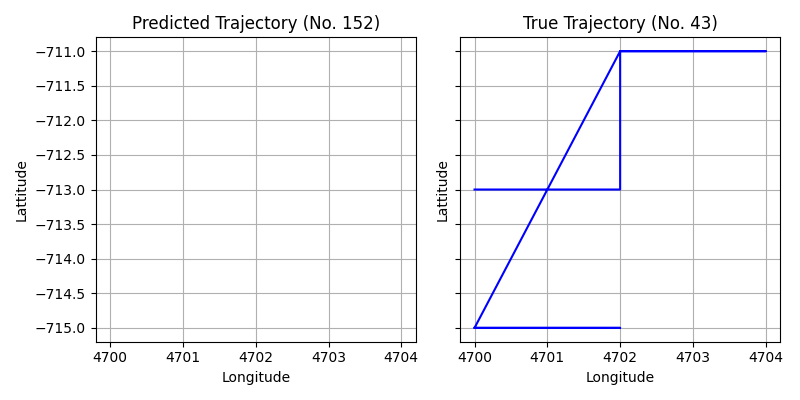 Predicted Trajectory (No. 152)
Lattitude
−711.0
−711.5
−712.0
−712.5
−713.0
−713.5
−714.0
−714.5
−715.0
4700 4701 4702 4703 4704
Longitude
True Trajectory (No. 43)
Lattitude
4700 4701 4702 4703 4704
Longitude